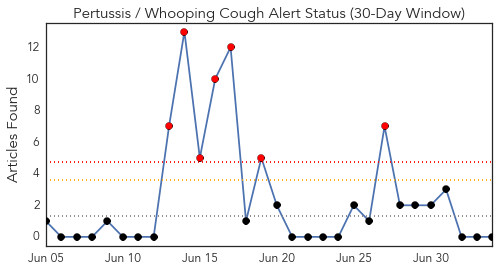 Pertussis / Whooping Cough Alert Status (30-Day Window)
Articles Found
12
10
8
6
4
2
0
Jun 05
Jun 10
Jun 15
Jun 20
Jun 25
Jun 30